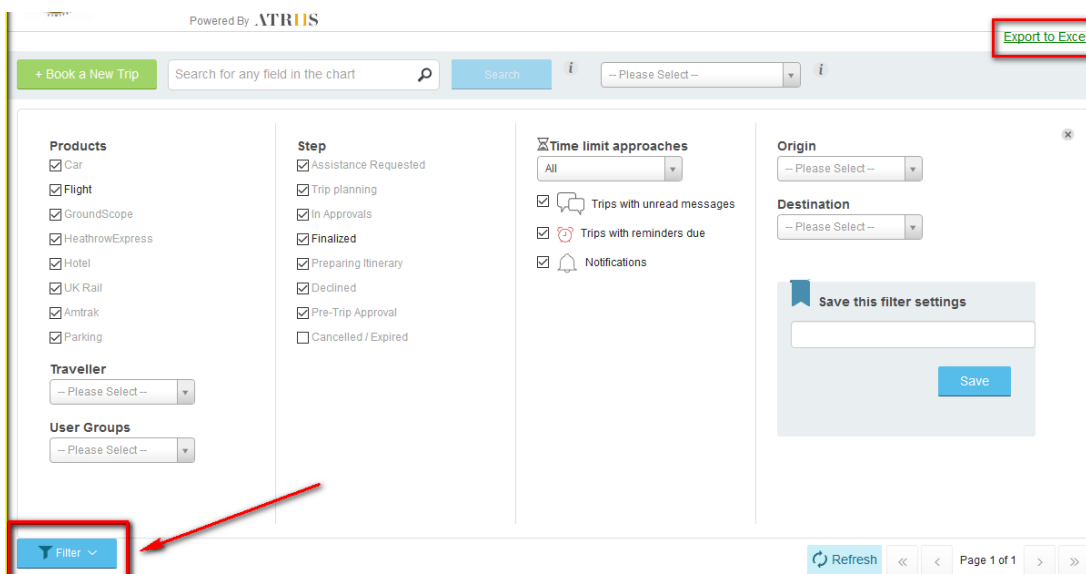 Powered By ATRIIS
Export to Exce
+ Book a New Trip
Search for any field in the chart
Search
i
-- Please Select --
i
Products
Car
Flight
GroundScope
HeathrowExpress
Hotel
UK Rail
Amtrak
Parking
Traveller
-- Please Select --
User Groups
-- Please Select --
Step
Assistance Requested
Trip planning
In Approvals
Finalized
Preparing Itinerary
Declined
Pre-Trip Approval
Cancelled / Expired
Time limit approaches
All
Trips with unread messages
Trips with reminders due
Notifications
Origin
-- Please Select --
Destination
-- Please Select --
Save this filter settings
Save
Filter
Refresh
« ‹ Page 1 of 1 › »